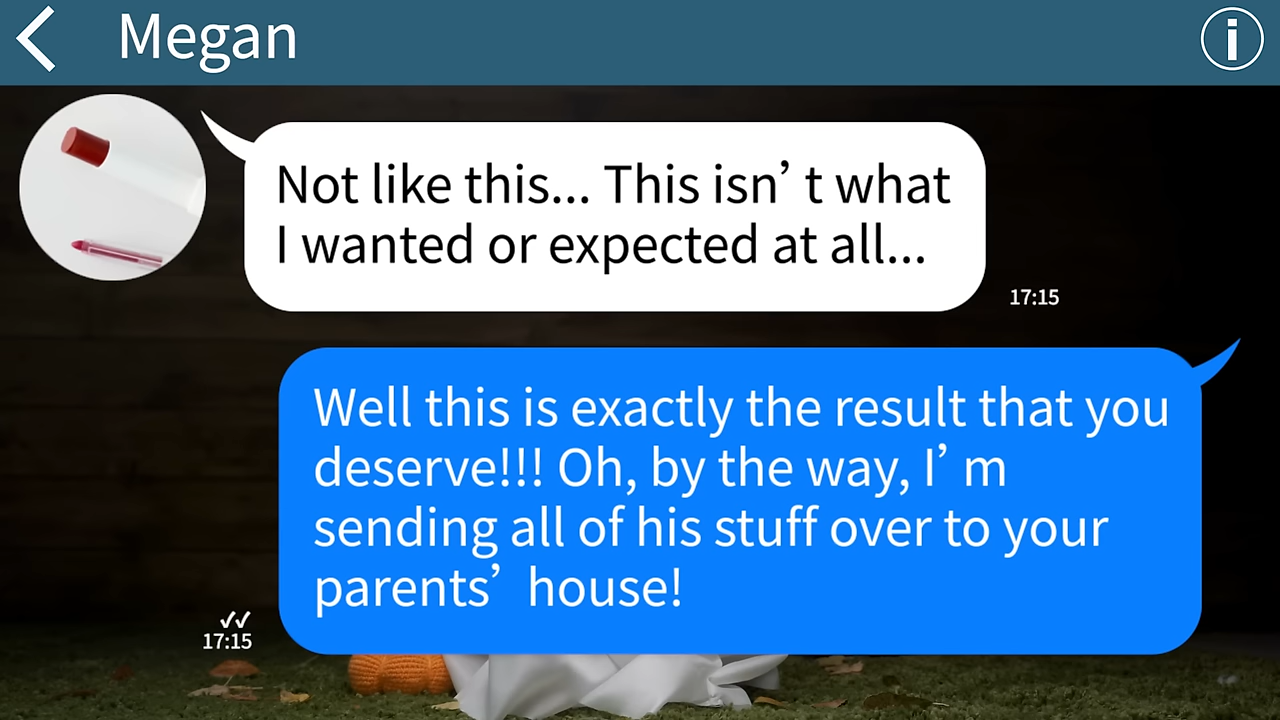 Megan
Not like this... This isn’ t what
I wanted or expected at all...
17:15
Well this is exactly the result that you
deserve!!! Oh, by the way, I’ m
sending all of his stuff over to your
parents’ house!
17:15